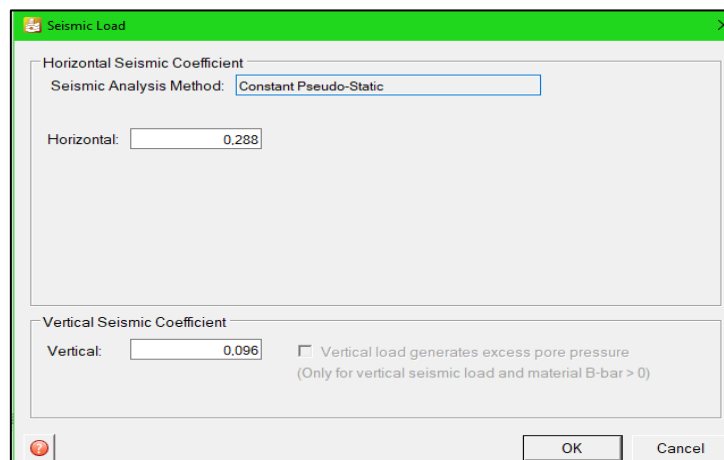 Seismic Load
Horizontal Seismic Coefficient
Seismic Analysis Method: Constant Pseudo-Static
Horizontal: 0,288
Vertical Seismic Coefficient
Vertical: 0,096 Vertical load generates excess pore pressure
(Only for vertical seismic load and material B-bar > 0)
OK Cancel